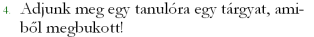 4. Adjunk meg egy tanulóra egy tárgyat, ami-
ből megbukott!